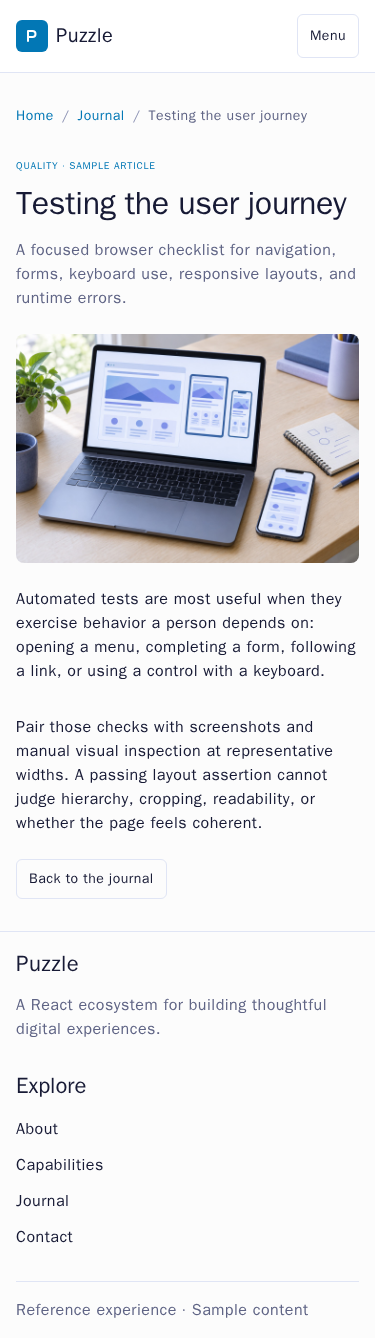 P Puzzle Menu
Home / Journal / Testing the user journey
QUALITY · SAMPLE ARTICLE
Testing the user journey
A focused browser checklist for navigation,
forms, keyboard use, responsive layouts, and
runtime errors.
Automated tests are most useful when they
exercise behavior a person depends on:
opening a menu, completing a form, following
a link, or using a control with a keyboard.
Pair those checks with screenshots and
manual visual inspection at representative
widths. A passing layout assertion cannot
judge hierarchy, cropping, readability, or
whether the page feels coherent.
Back to the journal
Puzzle
A React ecosystem for building thoughtful
digital experiences.
Explore
About
Capabilities
Journal
Contact
Reference experience · Sample content